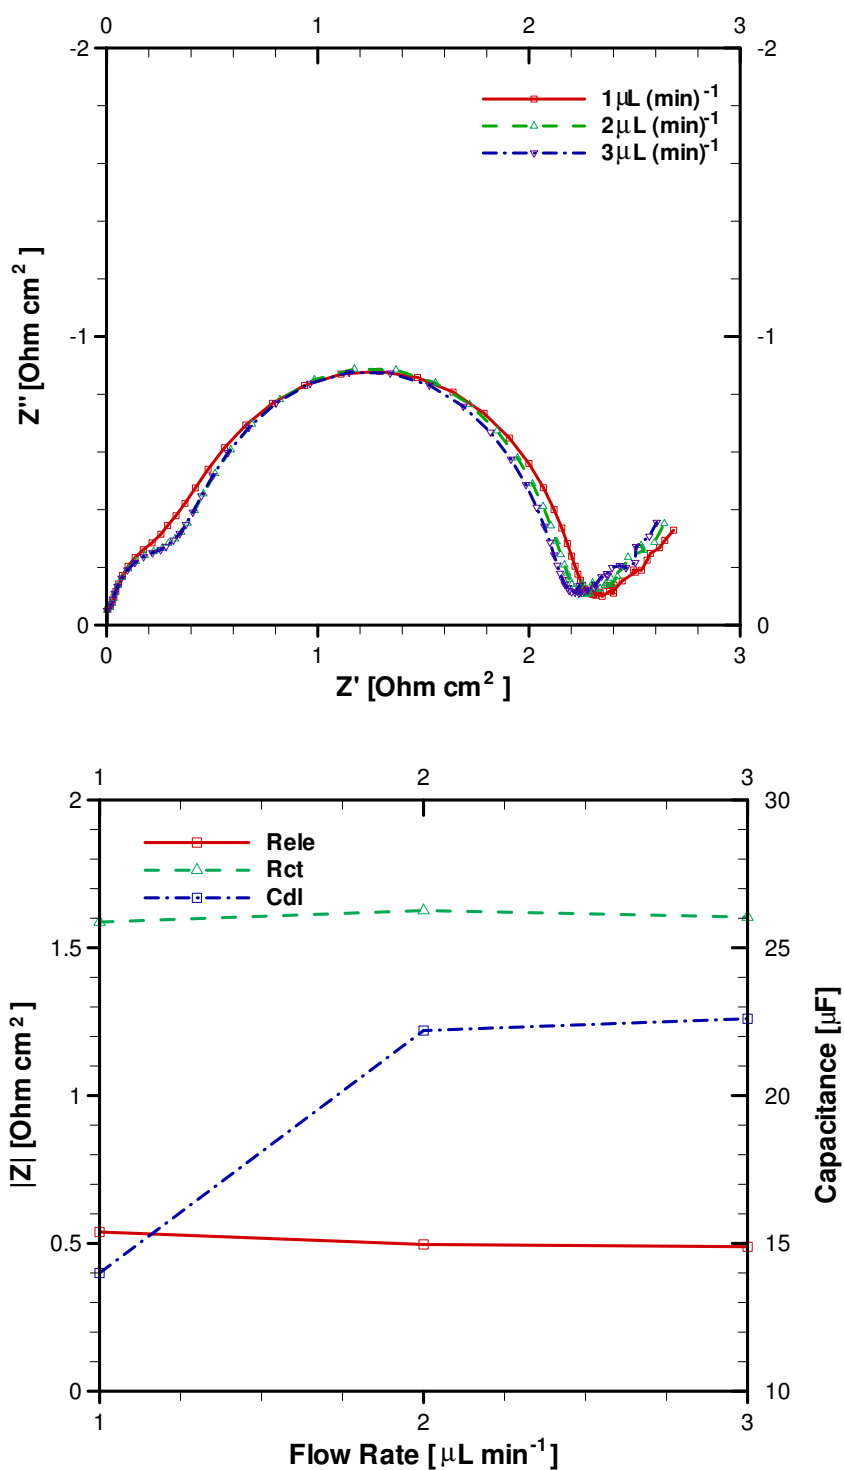 0 1 2 3
-2 -2
1 μL (min)⁻¹
2 μL (min)⁻¹
3 μL (min)⁻¹
Z'' [Ohm cm²]
-1 -1
0 0
0 1 2 3
Z' [Ohm cm²]
1 2 3
2 30
Rele
Rct
Cdl
1.5 25
|Z| [Ohm cm²]
Capacitance [μF]
1 20
0.5 15
0 10
1 2 3
Flow Rate [μL min⁻¹]